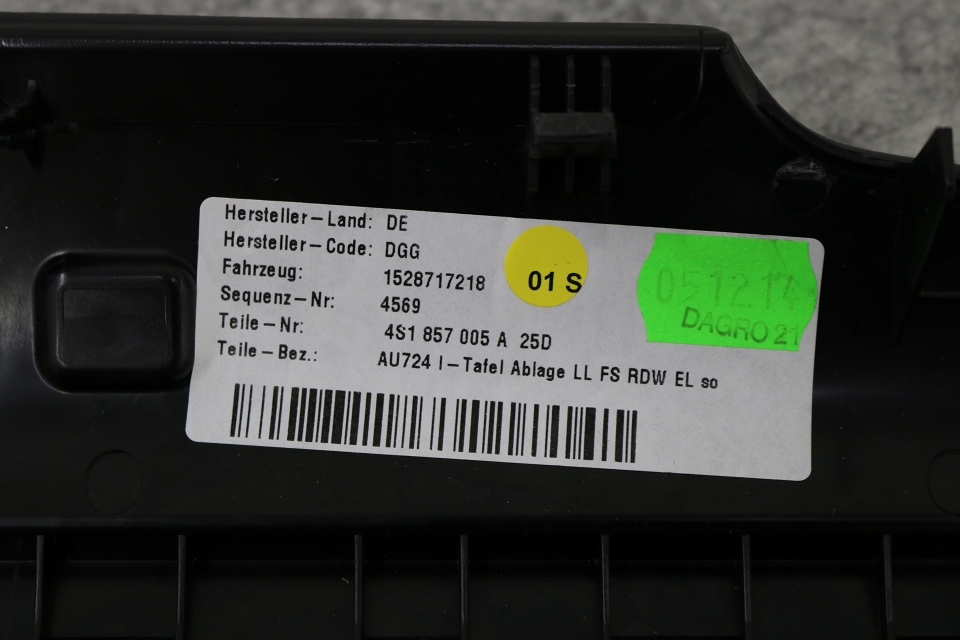 Hersteller-Land: DE
Hersteller-Code: DGG
Fahrzeug: 1528717218
Sequenz-Nr: 4569
Teile-Nr: 4S1 857 005 A 25D
Teile-Bez.: AU724 I-Tafel Ablage LL FS RDW EL so
01 S
051214
DAGRO 21